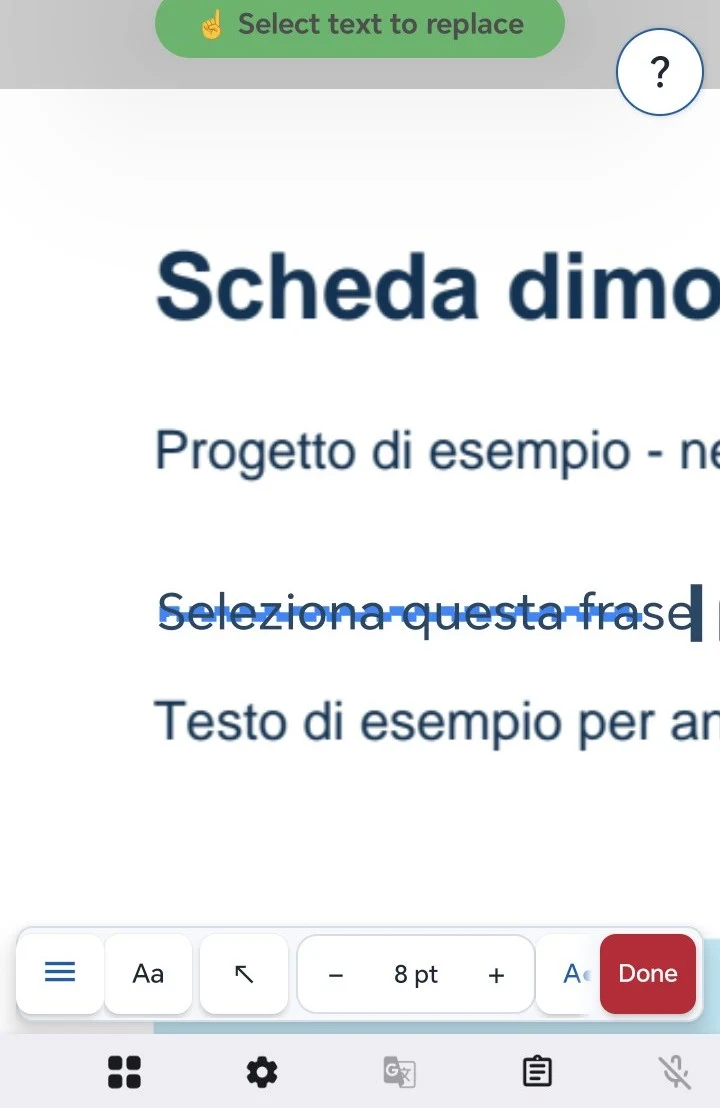 ☝️ Select text to replace
?
Scheda dimo
Progetto di esempio - ne
Seleziona questa frase
Testo di esempio per an
Aa
↖
− 8 pt +
A
Done